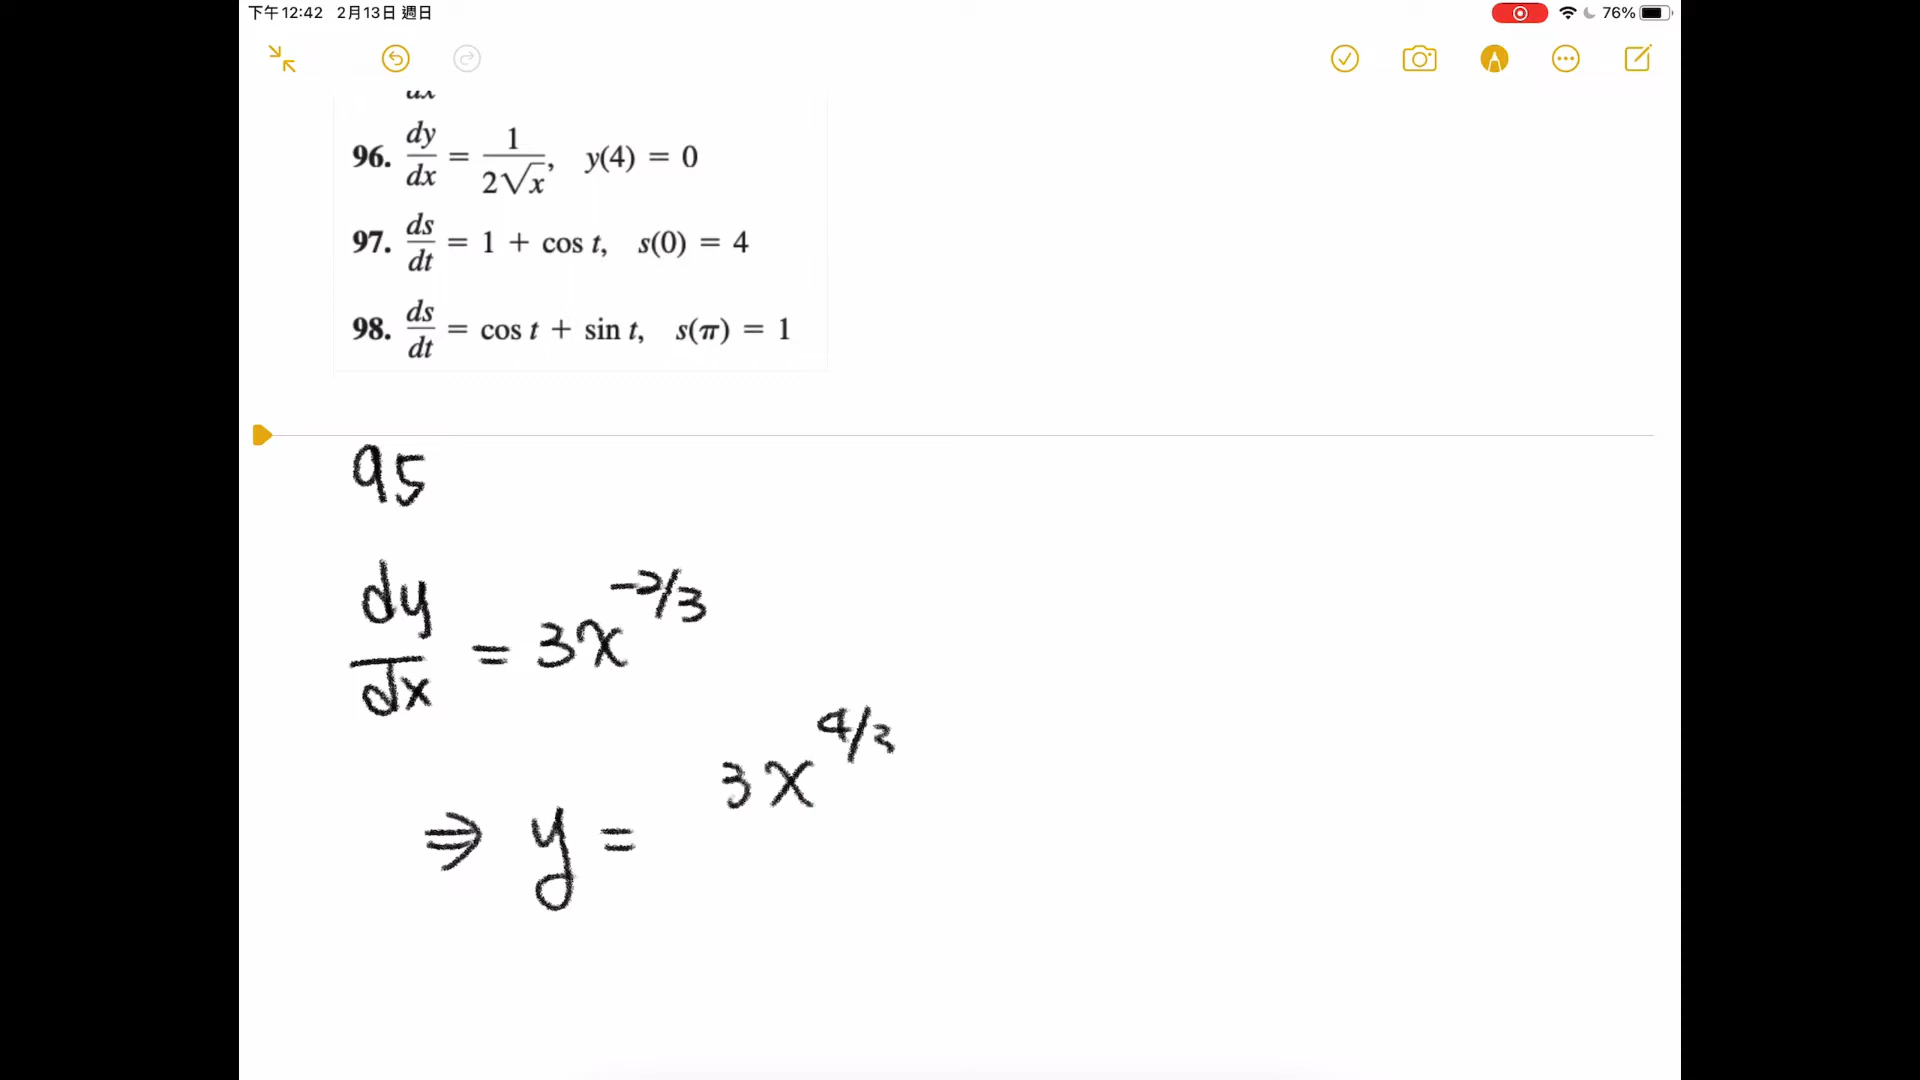 下午12:42 2月13日 週日
76%
96. dy/dx = 1/(2√x), y(4) = 0
97. ds/dt = 1 + cos t, s(0) = 4
98. ds/dt = cos t + sin t, s(π) = 1
95
dy/dx = 3x^(-2/3)
⇒ y = 3x^(4/3)